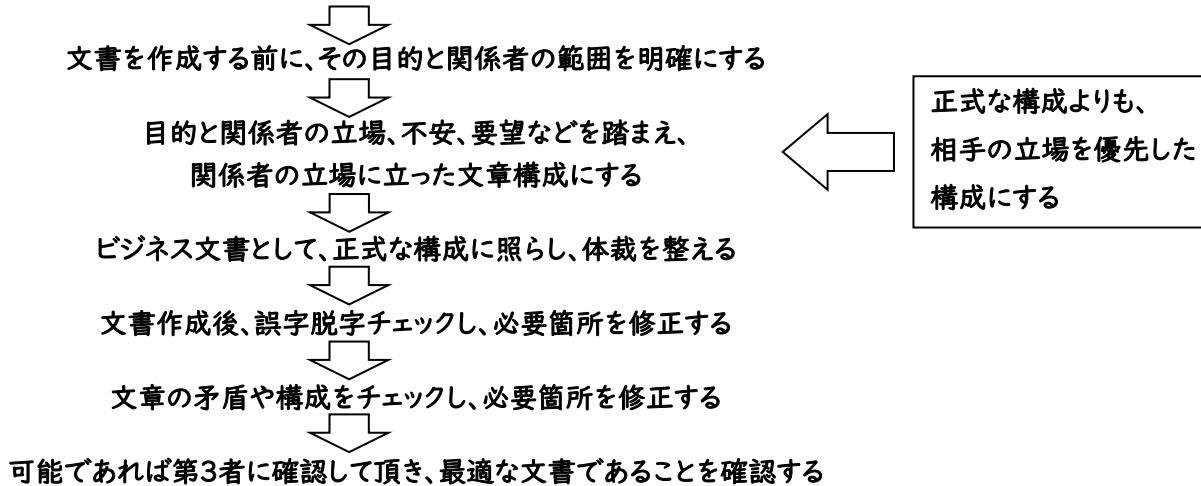 文書を作成する前に、その目的と関係者の範囲を明確にする
目的と関係者の立場、不安、要望などを踏まえ、
関係者の立場に立った文章構成にする
正式な構成よりも、
相手の立場を優先した
構成にする
ビジネス文書として、正式な構成に照らし、体裁を整える
文書作成後、誤字脱字チェックし、必要箇所を修正する
文章の矛盾や構成をチェックし、必要箇所を修正する
可能であれば第3者に確認して頂き、最適な文書であることを確認する